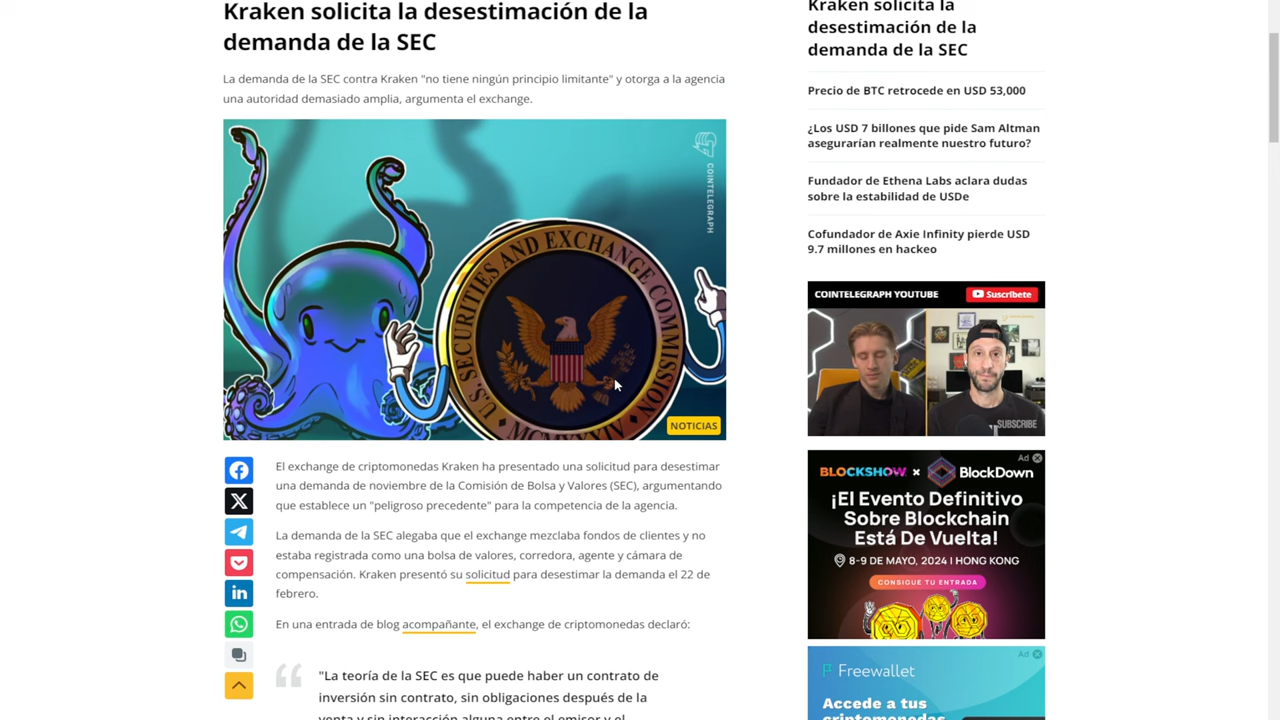 Kraken solicita la desestimación de la
demanda de la SEC
La demanda de la SEC contra Kraken "no tiene ningún principio limitante" y otorga a la agencia
una autoridad demasiado amplia, argumenta el exchange.
COINTELEGRAPH
U.S. SECURITIES AND EXCHANGE COMMISSION
MCMXXXIV
NOTICIAS
El exchange de criptomonedas Kraken ha presentado una solicitud para desestimar
una demanda de noviembre de la Comisión de Bolsa y Valores (SEC), argumentando
que establece un "peligroso precedente" para la competencia de la agencia.
La demanda de la SEC alegaba que el exchange mezclaba fondos de clientes y no
estaba registrada como una bolsa de valores, corredora, agente y cámara de
compensación. Kraken presentó su solicitud para desestimar la demanda el 22 de
febrero.
En una entrada de blog acompañante, el exchange de criptomonedas declaró:
"La teoría de la SEC es que puede haber un contrato de
inversión sin contrato, sin obligaciones después de la
venta y sin interacción alguna entre el emisor y el
Kraken solicita la
desestimación de la
demanda de la SEC
Precio de BTC retrocede en USD 53,000
¿Los USD 7 billones que pide Sam Altman
asegurarían realmente nuestro futuro?
Fundador de Ethena Labs aclara dudas
sobre la estabilidad de USDe
Cofundador de Axie Infinity pierde USD
9.7 millones en hackeo
COINTELEGRAPH YOUTUBE
Suscríbete
SUBSCRIBE
Ad
BLOCKSHOW × BlockDown
¡El Evento Definitivo
Sobre Blockchain
Está De Vuelta!
8-9 DE MAYO, 2024 | HONG KONG
CONSIGUE TU ENTRADA
Ad
Freewallet
Accede a tus
criptomonedas